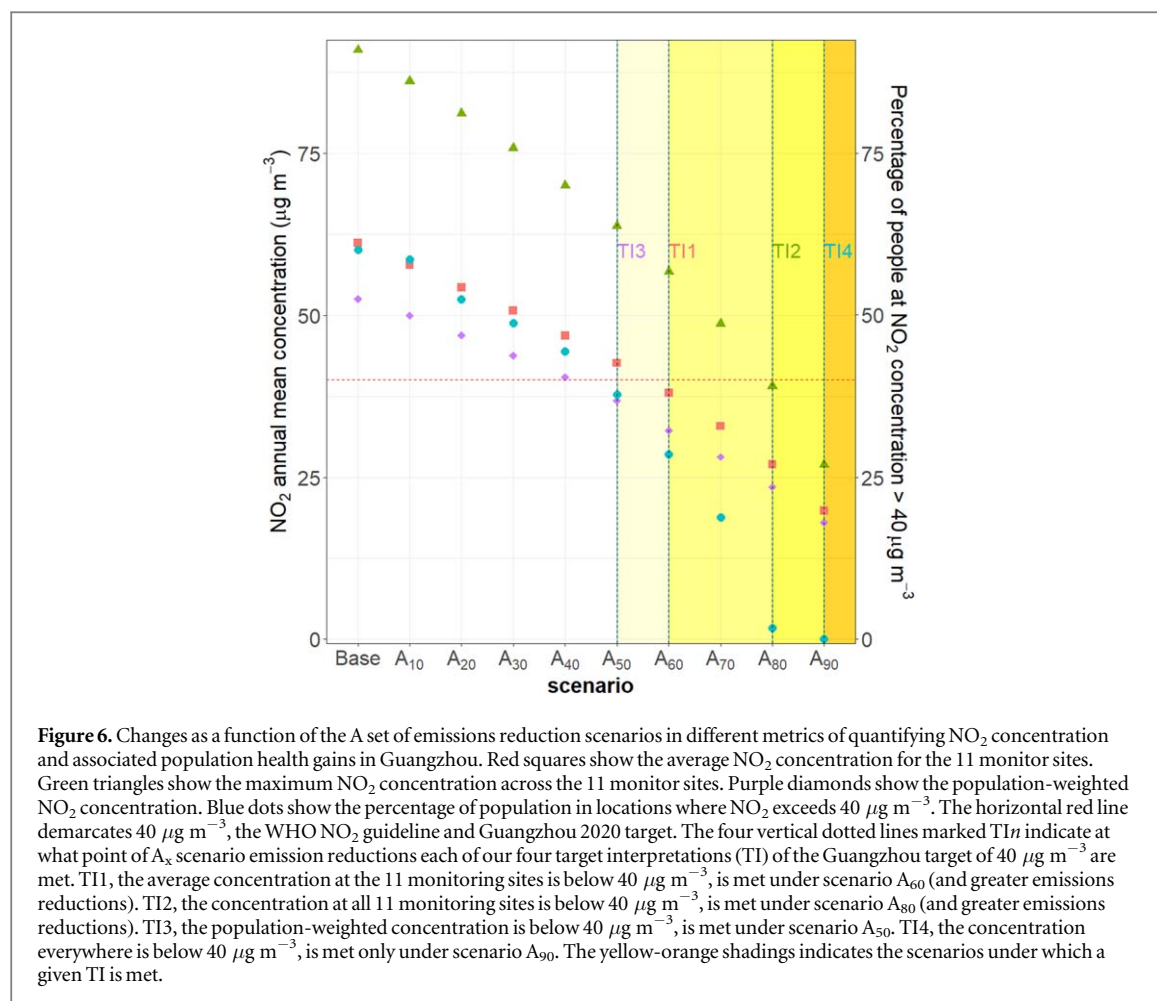 NO₂ annual mean concentration (μg m⁻³)
75
50
25
0
TI3
TI1
TI2
TI4
75
50
25
0
Percentage of people at NO₂ concentration > 40 μg m⁻³
Base A₁₀ A₂₀ A₃₀ A₄₀ A₅₀ A₆₀ A₇₀ A₈₀ A₉₀
scenario
Figure 6. Changes as a function of the A set of emissions reduction scenarios in different metrics of quantifying NO₂ concentration
and associated population health gains in Guangzhou. Red squares show the average NO₂ concentration for the 11 monitor sites.
Green triangles show the maximum NO₂ concentration across the 11 monitor sites. Purple diamonds show the population-weighted
NO₂ concentration. Blue dots show the percentage of population in locations where NO₂ exceeds 40 μg m⁻³. The horizontal red line
demarcates 40 μg m⁻³, the WHO NO₂ guideline and Guangzhou 2020 target. The four vertical dotted lines marked TIn indicate at
what point of Aₓ scenario emission reductions each of our four target interpretations (TI) of the Guangzhou target of 40 μg m⁻³ are
met. TI1, the average concentration at the 11 monitoring sites is below 40 μg m⁻³, is met under scenario A₆₀ (and greater emissions
reductions). TI2, the concentration at all 11 monitoring sites is below 40 μg m⁻³, is met under scenario A₈₀ (and greater emissions
reductions). TI3, the population-weighted concentration is below 40 μg m⁻³, is met under scenario A₅₀. TI4, the concentration
everywhere is below 40 μg m⁻³, is met only under scenario A₉₀. The yellow-orange shadings indicates the scenarios under which a
given TI is met.